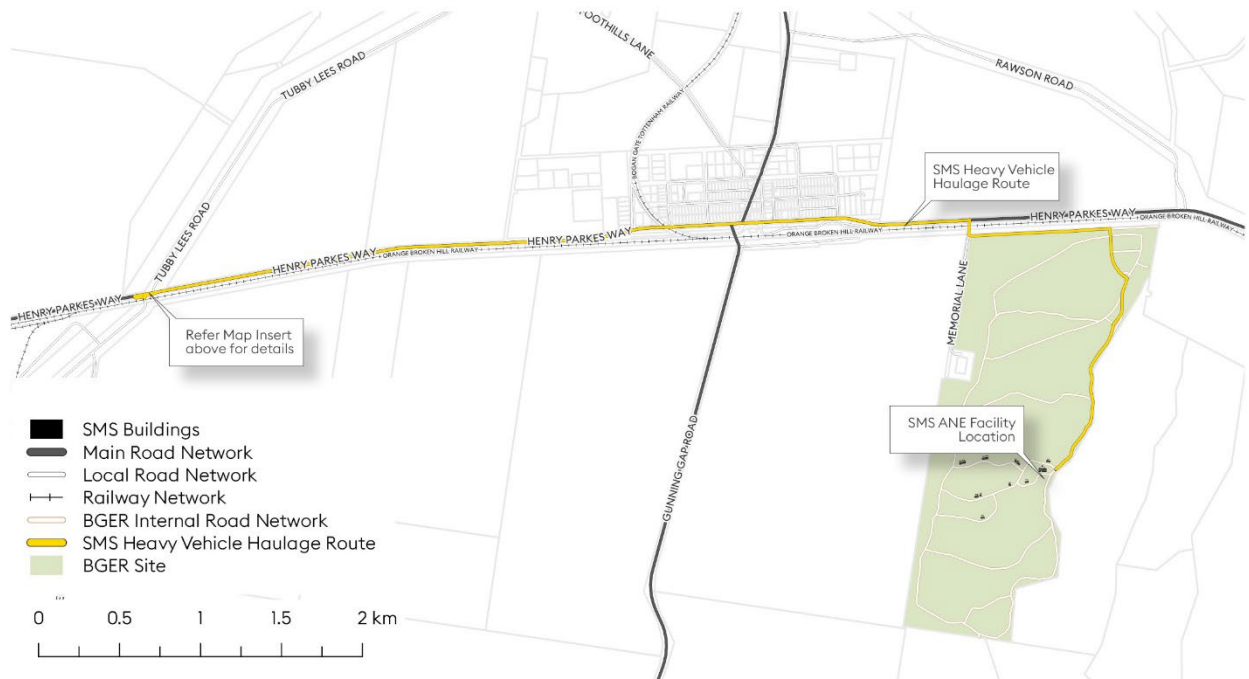 FOOTHILLS LANE
TUBBY LEES ROAD
RAWSON ROAD
BOGAN GATE TOTTENHAM RAILWAY
SMS Heavy Vehicle
Haulage Route
TUBBY LEES ROAD
HENRY PARKES WAY
HENRY PARKES WAY
HENRY PARKES WAY
HENRY PARKES WAY
HENRY PARKES WAY
ORANGE BROKEN HILL RAILWAY
ORANGE BROKEN HILL RAILWAY
ORANGE BROKEN HILL RAILWAY
Refer Map Insert
above for details
MEMORIAL LANE
GUNNING GAP ROAD
SMS ANE Facility
Location
SMS Buildings
Main Road Network
Local Road Network
Railway Network
BGER Internal Road Network
SMS Heavy Vehicle Haulage Route
BGER Site
0 0.5 1 1.5 2 km